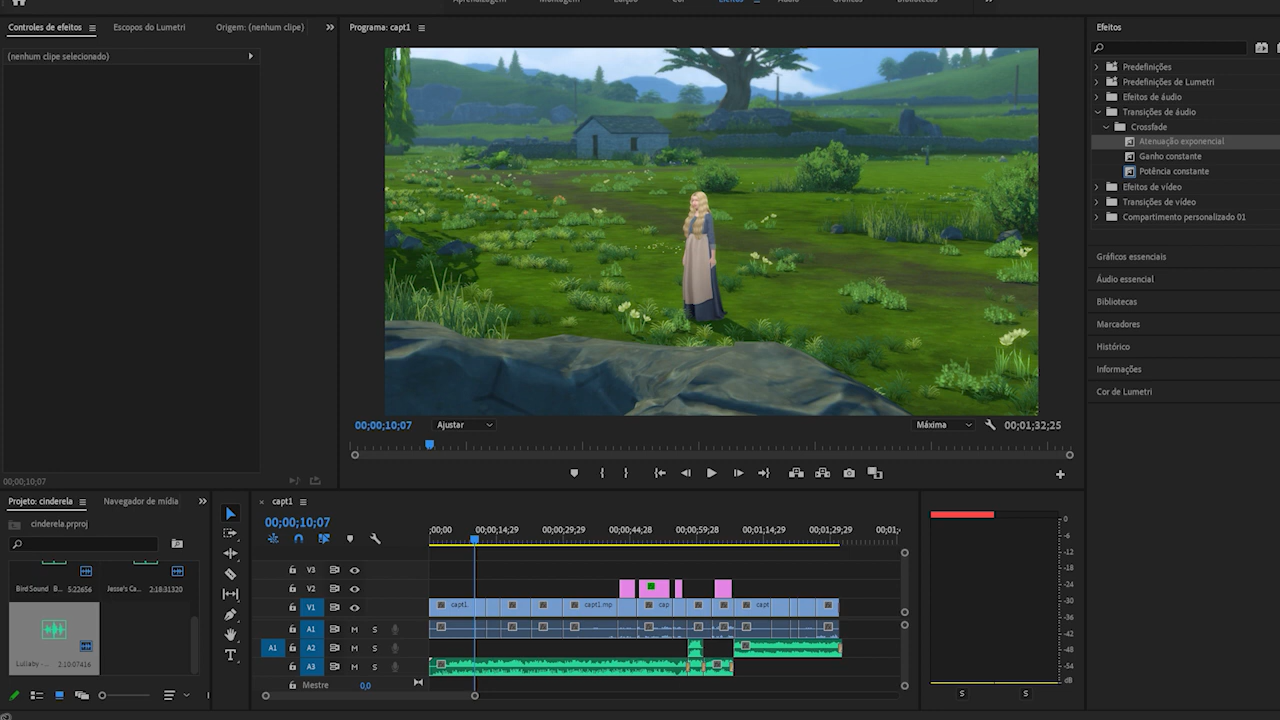 Controles de efeitos
Escopos do Lumetri
Origem: (nenhum clipe)
Programa: capt1
Efeitos
(nenhum clipe selecionado)
Predefinições
Predefinições de Lumetri
Efeitos de áudio
Transições de áudio
Crossfade
Atenuação exponencial
Ganho constante
Potência constante
Efeitos de vídeo
Transições de vídeo
Compartimento personalizado 01
Gráficos essenciais
Áudio essencial
Bibliotecas
Marcadores
Histórico
Informações
Cor de Lumetri
00;00;10;07
Ajustar
Máxima
00;01;32;25
00;00;10;07
Projeto: cinderela
Navegador de mídia
cinderela.prproj
Bird Sound B... 5:22656
Jesse's Ca... 2:18:31320
Lullaby -... 2:10:07416
capt1
00;00;10;07
;00;00
00;00;14;29
00;00;29;29
00;00;44;28
00;00;59;28
00;01;14;29
00;01;29;29
00;01;
V3
V2
V1
capt1.
capt1.mp
cap
capt
A1 M S
A1 A2 M S
A3 M S
Mestre 0,0
0
-6
-12
-18
-24
-30
-36
-42
-48
-54
dB
S
S